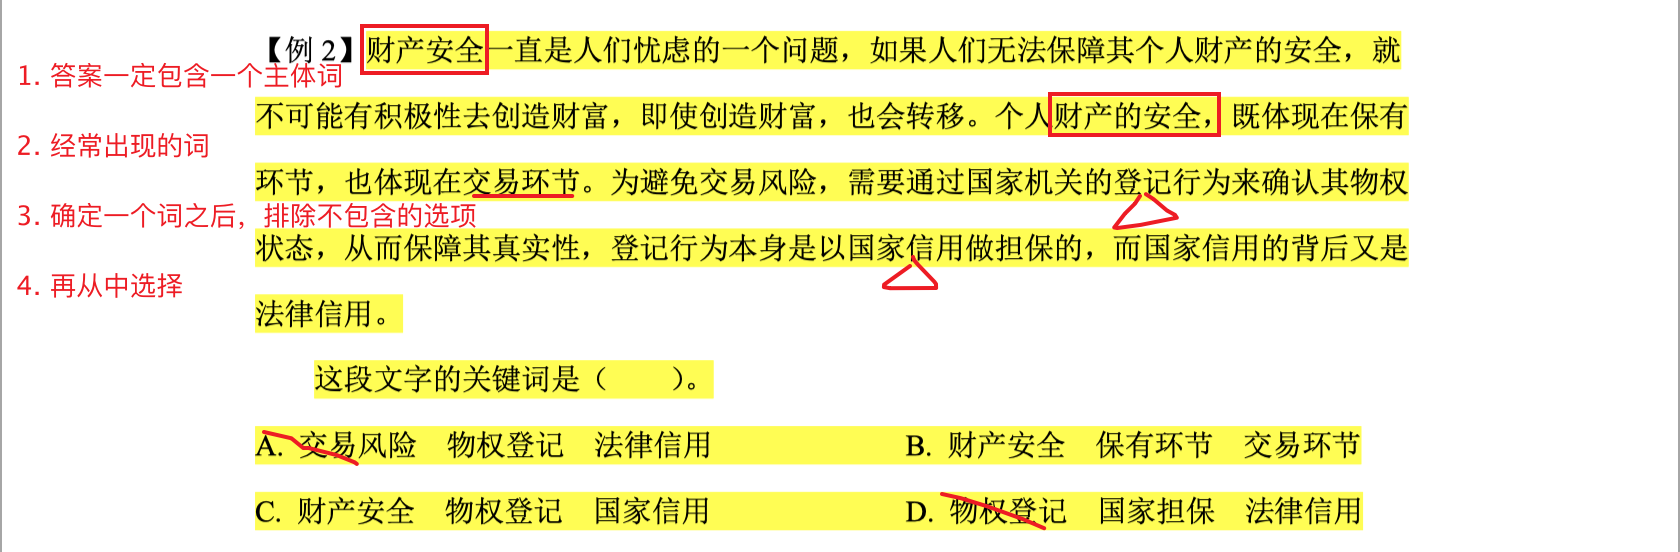 【例 2】财产安全一直是人们忧虑的一个问题，如果人们无法保障其个人财产的安全，就
1. 答案一定包含一个主体词
不可能有积极性去创造财富，即使创造财富，也会转移。个人财产的安全，既体现在保有
2. 经常出现的词
环节，也体现在交易环节。为避免交易风险，需要通过国家机关的登记行为来确认其物权
3. 确定一个词之后，排除不包含的选项
状态，从而保障其真实性，登记行为本身是以国家信用做担保的，而国家信用的背后又是
4. 再从中选择
法律信用。
这段文字的关键词是（　　）。
A. 交易风险　物权登记　法律信用　B. 财产安全　保有环节　交易环节
C. 财产安全　物权登记　国家信用　D. 物权登记　国家担保　法律信用